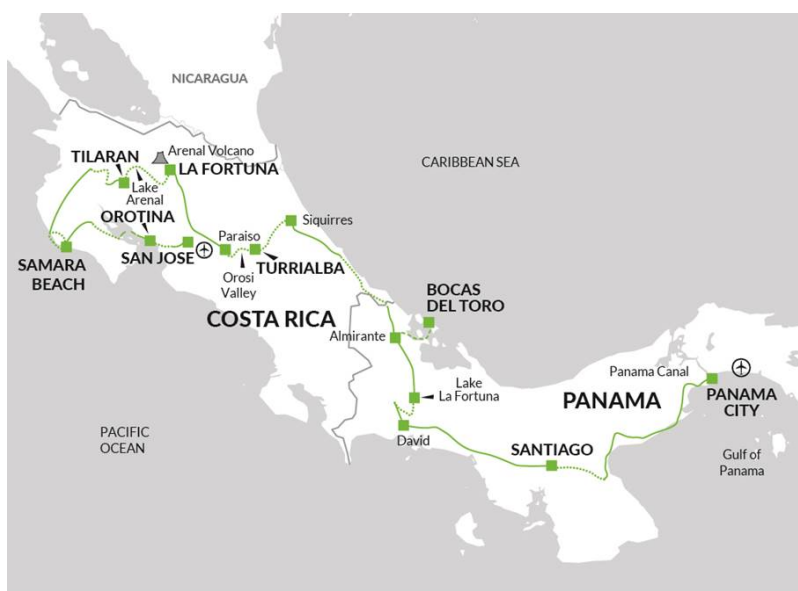 NICARAGUA
Arenal Volcano
TILARAN
LA FORTUNA
Lake
Arenal
CARIBBEAN SEA
OROTINA
Siquirres
Paraiso
SAN JOSE
TURRIALBA
SAMARA
BEACH
Orosi
Valley
BOCAS
DEL TORO
COSTA RICA
Almirante
Panama Canal
Lake
La Fortuna
PANAMA
PANAMA
CITY
PACIFIC
OCEAN
David
SANTIAGO
Gulf of
Panama